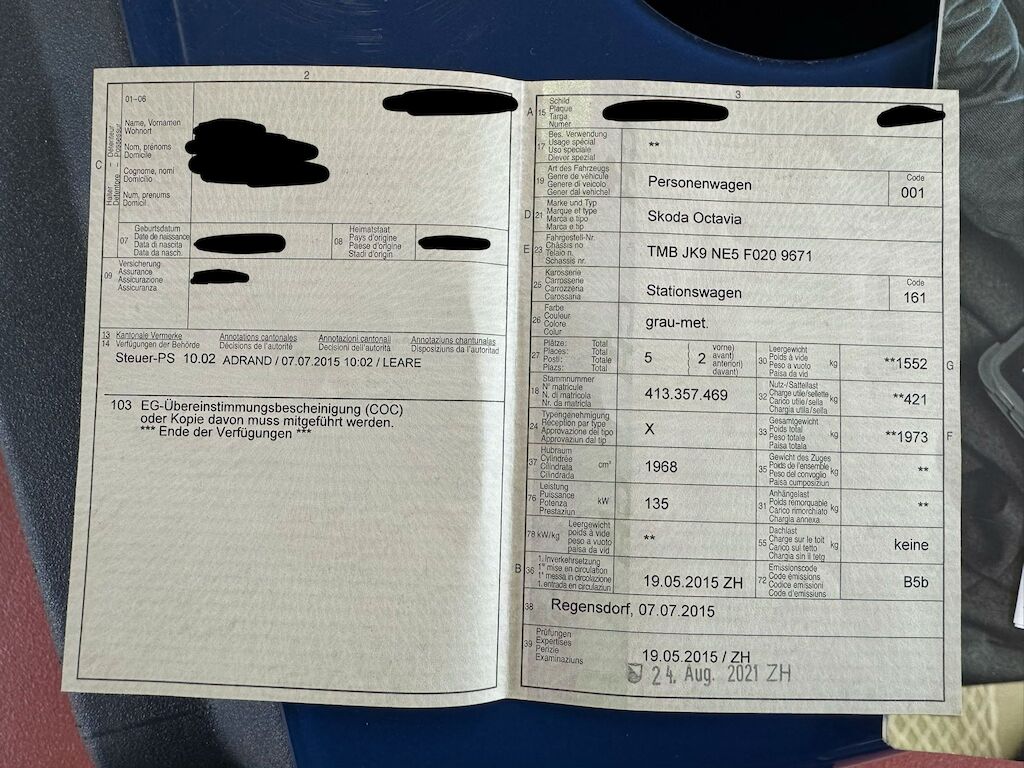 2
01-06
C
Halter
Détenteur
Possessur
Name, Vornamen
Wohnort
Nom, prénoms
Domicile
Cognome, nomi
Domicilio
Num, prenums
Domicil
07
Geburtsdatum
Date de naissance
Data di nascita
Data da nasch.
08
Heimatstaat
Pays d'origine
Paese d'origine
Stadi d'origin
09
Versicherung
Assurance
Assicurazione
Assicuranza
13 Kantonale Vermerke Annotations cantonales Annotazioni cantonali Annotaziuns chantunalas
14 Verfügungen der Behörde Décisions de l'autorité Decisioni dell'autorità Disposiziuns da l'autoritad
Steuer-PS 10.02 ADRAND / 07.07.2015 10:02 / LEARE
103 EG-Übereinstimmungsbescheinigung (COC)
oder Kopie davon muss mitgeführt werden.
*** Ende der Verfügungen ***
3
A 15
Schild
Plaque
Targa
Numer
17
Bes. Verwendung
Usage spécial
Uso speciale
Diever spezial
**
19
Art des Fahrzeugs
Genre de véhicule
Genere di veicolo
Gener dal vehichel
Personenwagen
Code
001
D 21
Marke und Typ
Marque et type
Marca e tipo
Marca e tip
Skoda Octavia
E 23
Fahrgestell-Nr.
Châssis no
Telaio n.
Schassis nr.
TMB JK9 NE5 F020 9671
25
Karosserie
Carrosserie
Carrozzeria
Carossaria
Stationswagen
Code
161
26
Farbe
Couleur
Colore
Colur
grau-met.
27
Plätze: Total
Places: Total
Posti: Totale
Plazs: Total
5 ( 2 vorne)
avant)
anteriori)
davant)
30
Leergewicht
Poids à vide
Peso a vuoto
Paisa da vid
kg
**1552
G
18
Stammnummer
N° matricule
N. di matricola
Nr. da matricla
413.357.469
32
Nutz-/Sattellast
Charge utile/sellette
Carico utile/sella
Chargia utila/sella
kg
**421
24
Typengenehmigung
Réception par type
Approvazione del tipo
Approvaziun dal tip
X
33
Gesamtgewicht
Poids total
Peso totale
Paisa totala
kg
**1973
F
37
Hubraum
Cylindrée
Cilindrata
Cilindrada
cm³
1968
35
Gewicht des Zuges
Poids de l'ensemble
Peso del convoglio
Paisa cumposiziun
kg
**
76
Leistung
Puissance
Potenza
Prestaziun
kW
135
31
Anhängelast
Poids remorquable
Carico rimorchiato
Chargia annexa
kg
**
78 kW/kg
Leergewicht
poids à vide
peso a vuoto
paisa da vid
**
55
Dachlast
Charge sur le toit
Carico sul tetto
Chargia sin il tetg
kg
keine
B 36
1. Inverkehrsetzung
1re mise en circulation
1a messa in circolazione
1. entrada en circulaziun
19.05.2015 ZH
72
Emissionscode
Code émissions
Codice emissioni
Code d'emissiuns
B5b
38
Regensdorf, 07.07.2015
39
Prüfungen
Expertises
Perizie
Examinaziuns
19.05.2015 / ZH
24. Aug. 2021 ZH